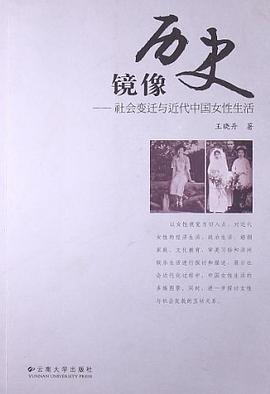 历史
镜像
——社会变迁与近代中国女性生活
王晓丹 著
以女性视觉为切入点，对近代
女性的经济生活、政治生活、婚姻
家庭、文化教育、审美习俗和休闲
娱乐生活进行探讨和描述，展示社
会近代化过程中，中国女性生活的
多维图景。同时，进一步探讨女性
与社会发展的互动关系。
云南大学出版社
YUNNAN UNIVERSITY PRESS